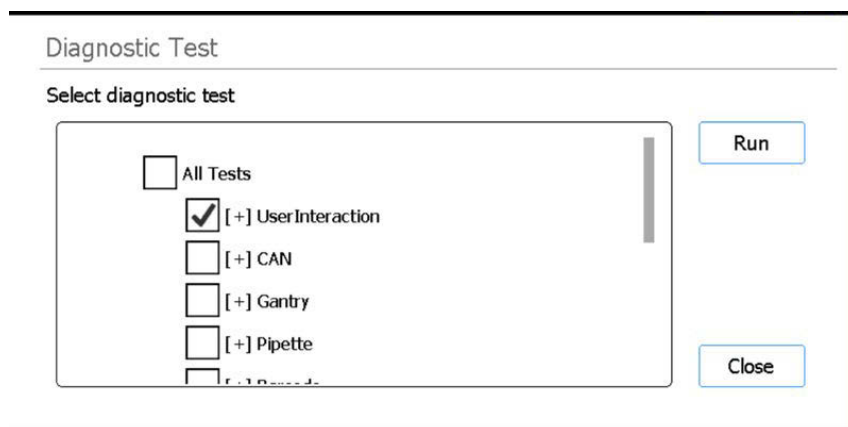 Diagnostic Test
Select diagnostic test
Run
All Tests
[+] UserInteraction
[+] CAN
[+] Gantry
[+] Pipette
Close